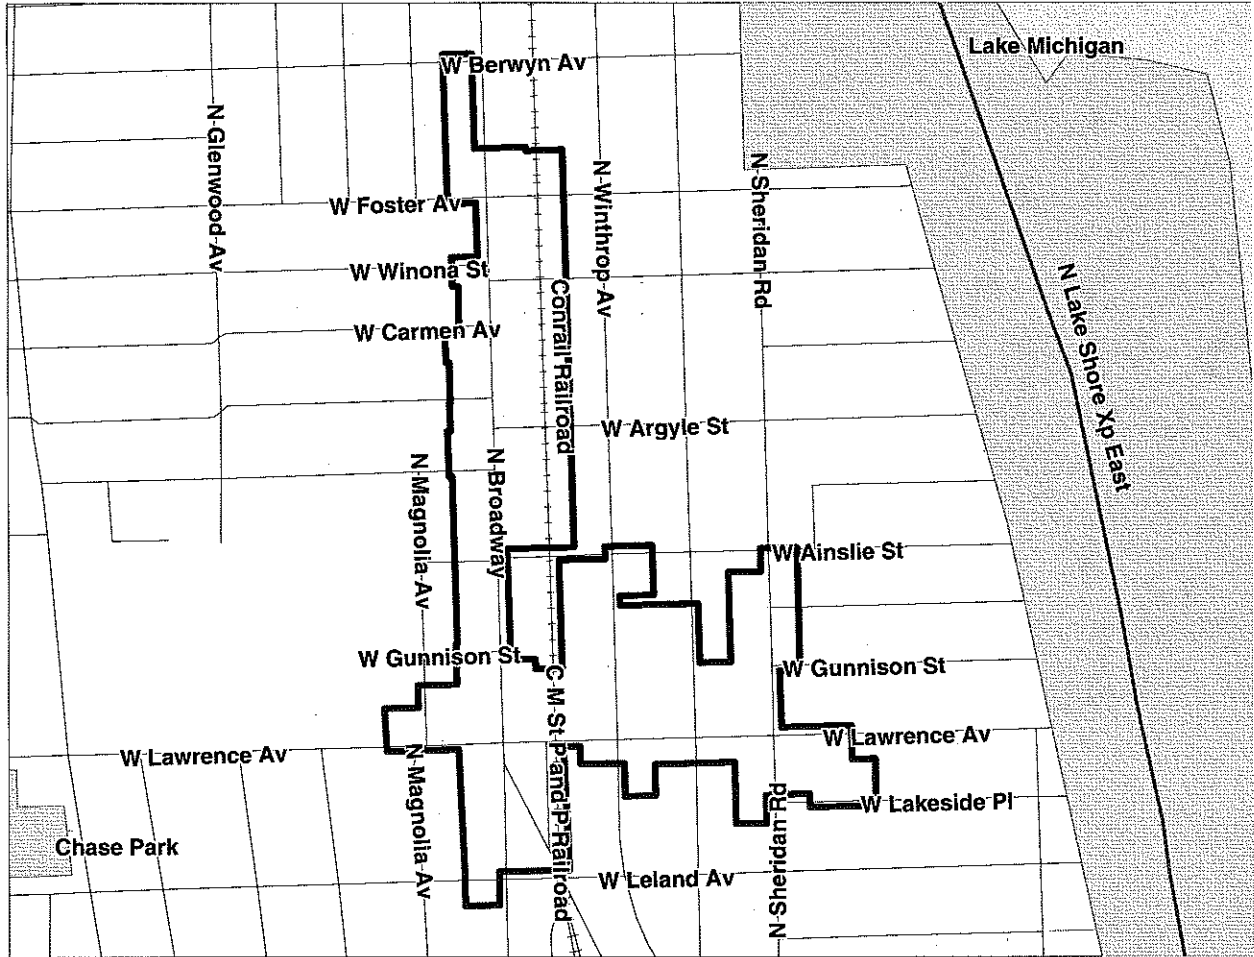 Lake Michigan
W Berwyn Av
N Glenwood Av
N Winthrop Av
N Sheridan Rd
W Foster Av
W Winona St
N Lake Shore Xp East
Conrail Railroad
W Carmen Av
W Argyle St
N Magnolia Av
N Broadway
W Ainslie St
W Gunnison St
W Gunnison St
C M St P and P Railroad
W Lawrence Av
W Lawrence Av
N Magnolia Av
N Sheridan Rd
W Lakeside Pl
Chase Park
W Leland Av